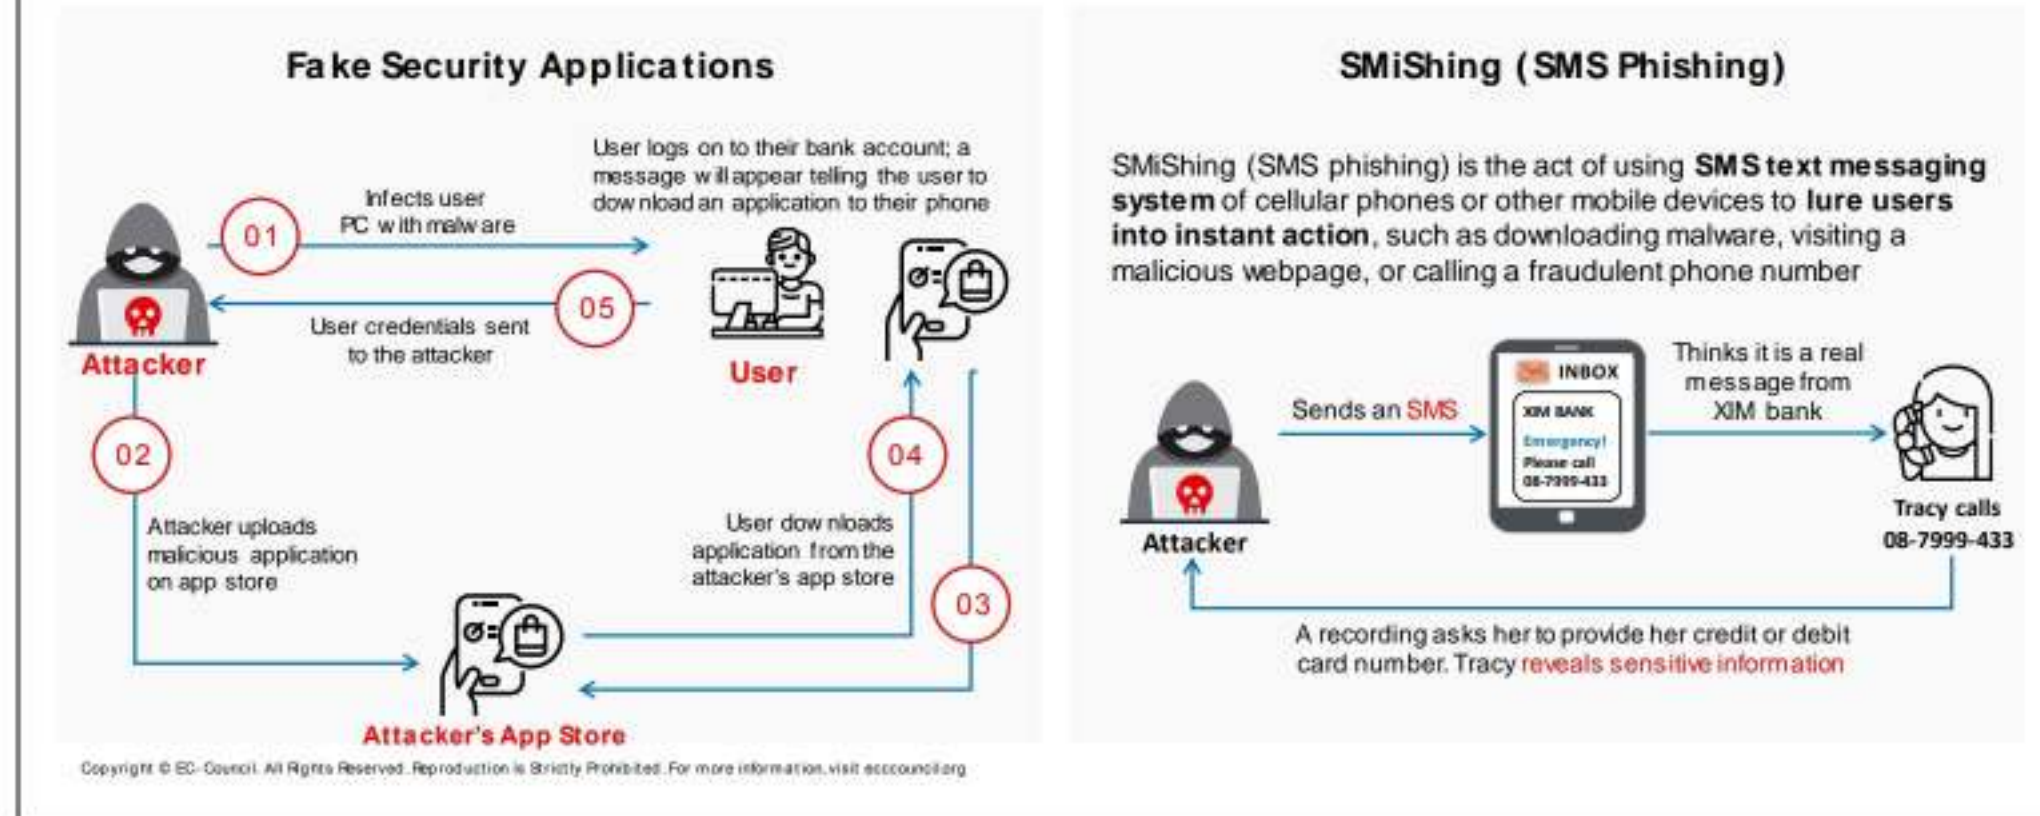 Fake Security Applications
User logs on to their bank account; a
message will appear telling the user to
download an application to their phone
Infects user
PC with malware
01
05
User credentials sent
to the attacker
Attacker
User
02
04
Attacker uploads
malicious application
on app store
User downloads
application from the
attacker's app store
03
Attacker's App Store
Copyright © EC-Council. All Rights Reserved. Reproduction is Strictly Prohibited. For more information, visit eccouncil.org
SMiShing (SMS Phishing)
SMiShing (SMS phishing) is the act of using SMS text messaging
system of cellular phones or other mobile devices to lure users
into instant action, such as downloading malware, visiting a
malicious webpage, or calling a fraudulent phone number
Sends an SMS
INBOX
XIM BANK
Emergency!
Please call
08-7999-433
Thinks it is a real
message from
XIM bank
Attacker
Tracy calls
08-7999-433
A recording asks her to provide her credit or debit
card number. Tracy reveals sensitive information